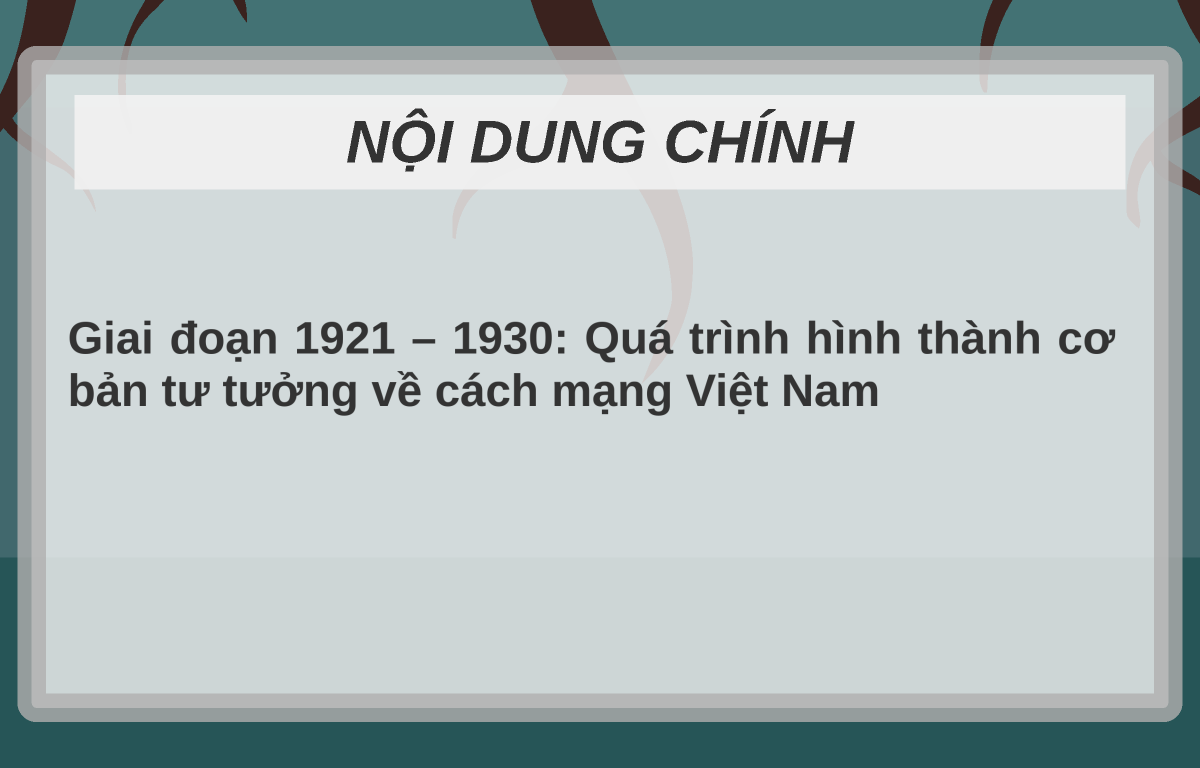 NỘI DUNG CHÍNH
Giai đoạn 1921 – 1930: Quá trình hình thành cơ
bản tư tưởng về cách mạng Việt Nam